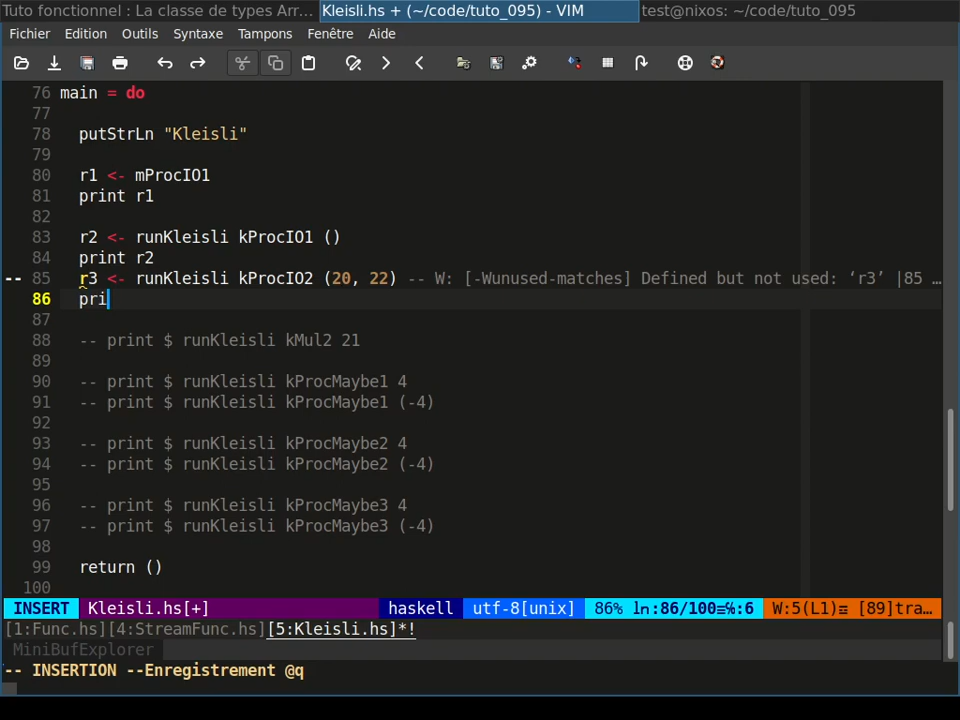 Tuto fonctionnel : La classe de types Arr… Kleisli.hs + (~/code/tuto_095) - VIM test@nixos: ~/code/tuto_095
Fichier Edition Outils Syntaxe Tampons Fenêtre Aide
76 main = do
77
78 putStrLn "Kleisli"
79
80 r1 <- mProcIO1
81 print r1
82
83 r2 <- runKleisli kProcIO1 ()
84 print r2
-- 85 r3 <- runKleisli kProcIO2 (20, 22) -- W: [-Wunused-matches] Defined but not used: ‘r3’ |85 …
86 pri
87
88 -- print $ runKleisli kMul2 21
89
90 -- print $ runKleisli kProcMaybe1 4
91 -- print $ runKleisli kProcMaybe1 (-4)
92
93 -- print $ runKleisli kProcMaybe2 4
94 -- print $ runKleisli kProcMaybe2 (-4)
95
96 -- print $ runKleisli kProcMaybe3 4
97 -- print $ runKleisli kProcMaybe3 (-4)
98
99 return ()
100
INSERT Kleisli.hs[+] haskell utf-8[unix] 86% ln:86/100≡℅:6 W:5(L1)☲ [89]tra…
[1:Func.hs][4:StreamFunc.hs][5:Kleisli.hs]*!
MiniBufExplorer
-- INSERTION --Enregistrement @q